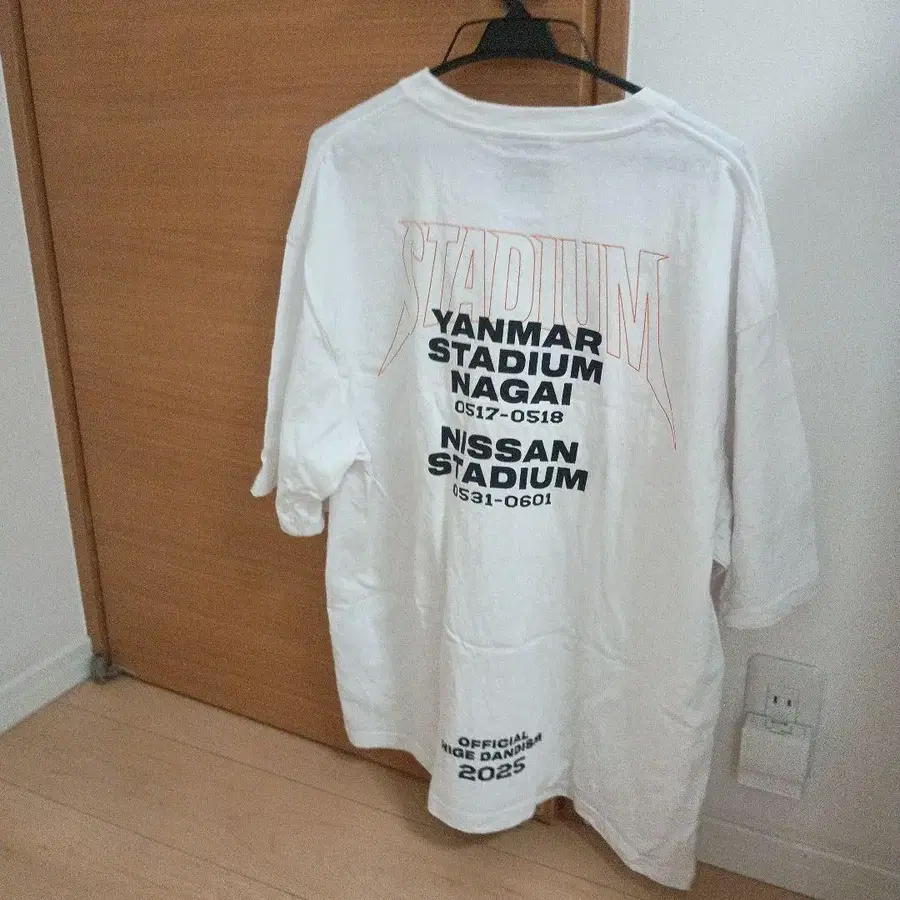 STADIUM
YANMAR
STADIUM
NAGAI
0517-0518
NISSAN
STADIUM
0531-0601
OFFICIAL
HIGE DANDISM
2025